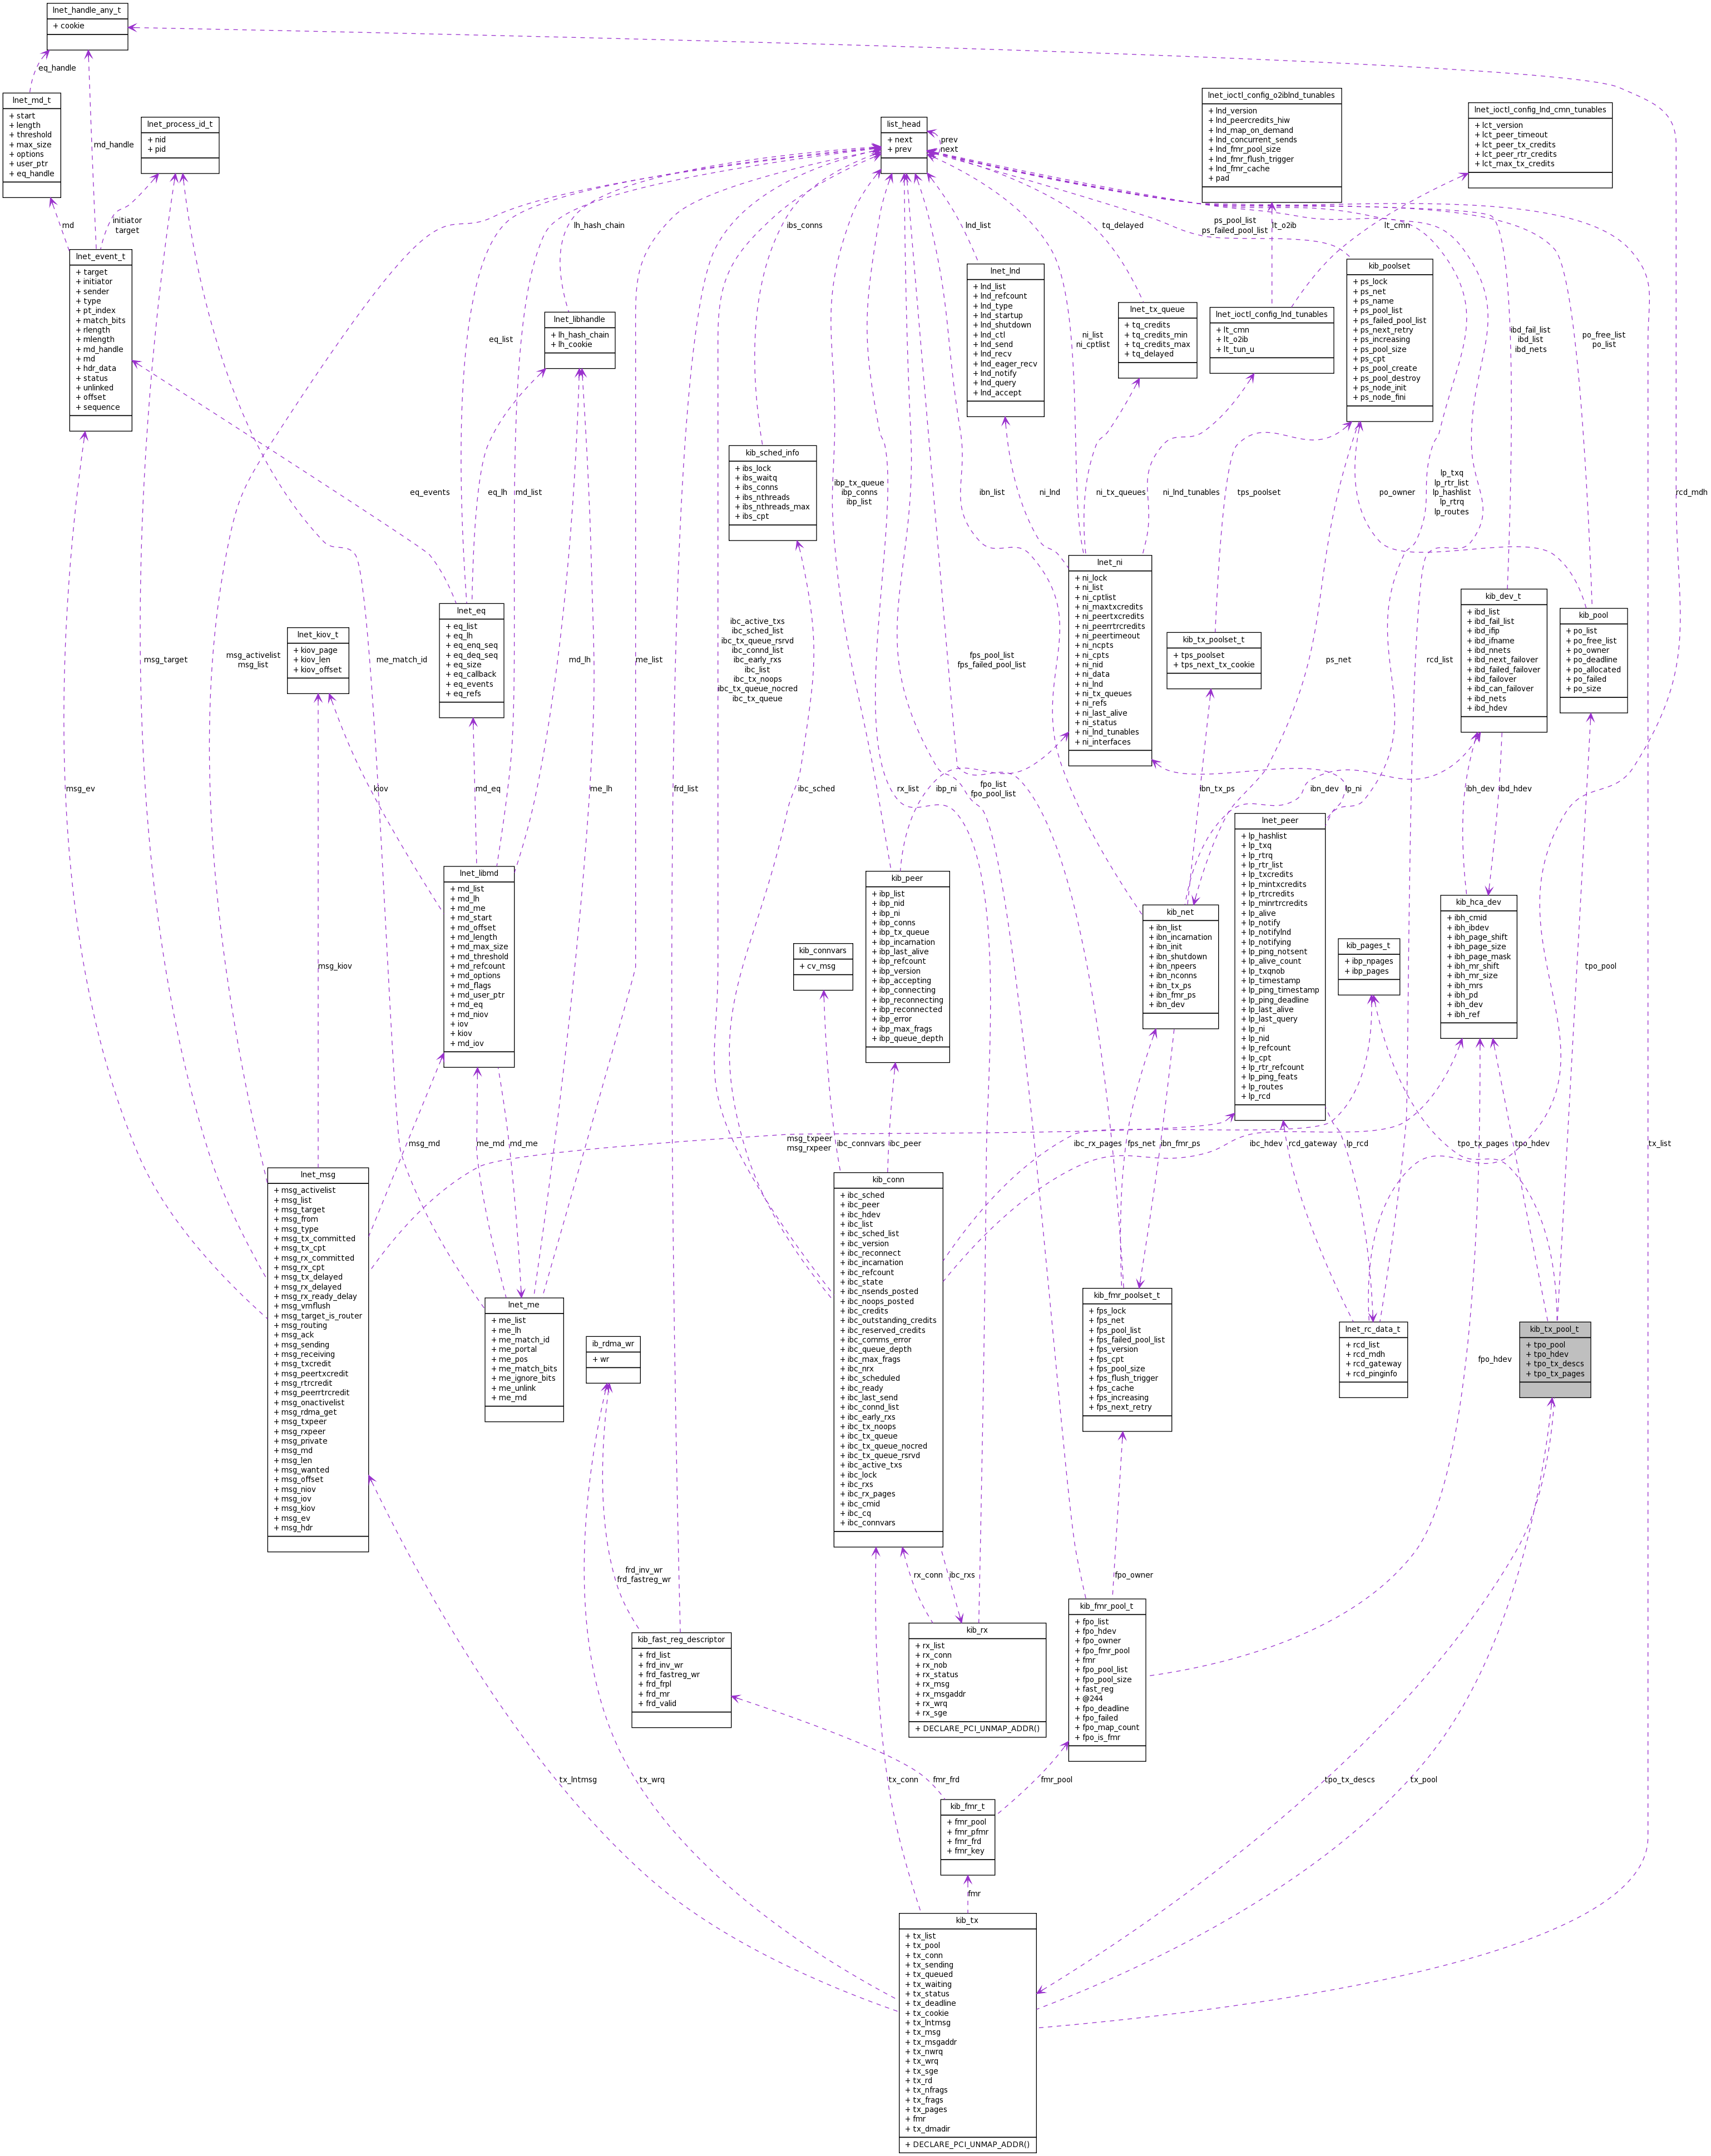 lnet_handle_any_t
+ cookie
eq_handle
lnet_md_t
+ start
+ length
+ threshold
+ max_size
+ options
+ user_ptr
+ eq_handle
lnet_process_id_t
+ nid
+ pid
md_handle
list_head
+ next
+ prev
prev
next
lnet_ioctl_config_o2iblnd_tunables
+ lnd_version
+ lnd_peercredits_hiw
+ lnd_map_on_demand
+ lnd_concurrent_sends
+ lnd_fmr_pool_size
+ lnd_fmr_flush_trigger
+ lnd_fmr_cache
+ pad
lnet_ioctl_config_lnd_cmn_tunables
+ lct_version
+ lct_peer_timeout
+ lct_peer_tx_credits
+ lct_peer_rtr_credits
+ lct_max_tx_credits
md
initiator
target
lh_hash_chain
ibs_conns
lnd_list
tq_delayed
ps_pool_list
ps_failed_pool_list
lt_o2ib
lt_cmn
lnet_event_t
+ target
+ initiator
+ sender
+ type
+ pt_index
+ match_bits
+ rlength
+ mlength
+ md_handle
+ md
+ hdr_data
+ status
+ unlinked
+ offset
+ sequence
lnet_lnd
+ lnd_list
+ lnd_refcount
+ lnd_type
+ lnd_startup
+ lnd_shutdown
+ lnd_ctl
+ lnd_send
+ lnd_recv
+ lnd_eager_recv
+ lnd_notify
+ lnd_query
+ lnd_accept
kib_poolset
+ ps_lock
+ ps_net
+ ps_name
+ ps_pool_list
+ ps_failed_pool_list
+ ps_next_retry
+ ps_increasing
+ ps_pool_size
+ ps_cpt
+ ps_pool_create
+ ps_pool_destroy
+ ps_node_init
+ ps_node_fini
lnet_tx_queue
+ tq_credits
+ tq_credits_min
+ tq_credits_max
+ tq_delayed
lnet_ioctl_config_lnd_tunables
+ lt_cmn
+ lt_o2ib
+ lt_tun_u
lnet_libhandle
+ lh_hash_chain
+ lh_cookie
eq_list
ni_list
ni_cptlist
ibd_fail_list
ibd_list
ibd_nets
po_free_list
po_list
kib_sched_info
+ ibs_lock
+ ibs_waitq
+ ibs_conns
+ ibs_nthreads
+ ibs_nthreads_max
+ ibs_cpt
eq_events
eq_lh
md_list
ibp_tx_queue
ibp_conns
ibp_list
ibn_list
ni_lnd
ni_tx_queues
ni_lnd_tunables
tps_poolset
po_owner
lp_txq
lp_rtr_list
lp_hashlist
lp_rtrq
lp_routes
rcd_mdh
lnet_ni
+ ni_lock
+ ni_list
+ ni_cptlist
+ ni_maxtxcredits
+ ni_peertxcredits
+ ni_peerrtrcredits
+ ni_peertimeout
+ ni_ncpts
+ ni_cpts
+ ni_nid
+ ni_data
+ ni_lnd
+ ni_tx_queues
+ ni_refs
+ ni_last_alive
+ ni_status
+ ni_lnd_tunables
+ ni_interfaces
kib_dev_t
+ ibd_list
+ ibd_fail_list
+ ibd_ifip
+ ibd_ifname
+ ibd_nnets
+ ibd_next_failover
+ ibd_failed_failover
+ ibd_failover
+ ibd_can_failover
+ ibd_nets
+ ibd_hdev
kib_pool
+ po_list
+ po_free_list
+ po_owner
+ po_deadline
+ po_allocated
+ po_failed
+ po_size
lnet_eq
+ eq_list
+ eq_lh
+ eq_enq_seq
+ eq_deq_seq
+ eq_size
+ eq_callback
+ eq_events
+ eq_refs
lnet_kiov_t
+ kiov_page
+ kiov_len
+ kiov_offset
kib_tx_poolset_t
+ tps_poolset
+ tps_next_tx_cookie
msg_target
msg_activelist
msg_list
me_match_id
md_lh
me_list
ibc_active_txs
ibc_sched_list
ibc_tx_queue_rsrvd
ibc_connd_list
ibc_early_rxs
ibc_list
ibc_tx_noops
ibc_tx_queue_nocred
ibc_tx_queue
fps_pool_list
fps_failed_pool_list
ps_net
rcd_list
msg_ev
kiov
md_eq
me_lh
frd_list
ibc_sched
rx_list
ibp_ni
fpo_list
fpo_pool_list
ibn_tx_ps
ibn_dev
lp_ni
ibh_dev
ibd_hdev
lnet_libmd
+ md_list
+ md_lh
+ md_me
+ md_start
+ md_offset
+ md_length
+ md_max_size
+ md_threshold
+ md_refcount
+ md_options
+ md_flags
+ md_user_ptr
+ md_eq
+ md_niov
+ iov
+ kiov
+ md_iov
kib_peer
+ ibp_list
+ ibp_nid
+ ibp_ni
+ ibp_conns
+ ibp_tx_queue
+ ibp_incarnation
+ ibp_last_alive
+ ibp_refcount
+ ibp_version
+ ibp_accepting
+ ibp_connecting
+ ibp_reconnecting
+ ibp_reconnected
+ ibp_error
+ ibp_max_frags
+ ibp_queue_depth
lnet_peer
+ lp_hashlist
+ lp_txq
+ lp_rtrq
+ lp_rtr_list
+ lp_txcredits
+ lp_mintxcredits
+ lp_rtrcredits
+ lp_minrtrcredits
+ lp_alive
+ lp_notify
+ lp_notifylnd
+ lp_notifying
+ lp_ping_notsent
+ lp_alive_count
+ lp_txqnob
+ lp_timestamp
+ lp_ping_timestamp
+ lp_ping_deadline
+ lp_last_alive
+ lp_last_query
+ lp_ni
+ lp_nid
+ lp_refcount
+ lp_cpt
+ lp_rtr_refcount
+ lp_ping_feats
+ lp_routes
+ lp_rcd
kib_net
+ ibn_list
+ ibn_incarnation
+ ibn_init
+ ibn_shutdown
+ ibn_npeers
+ ibn_nconns
+ ibn_tx_ps
+ ibn_fmr_ps
+ ibn_dev
kib_hca_dev
+ ibh_cmid
+ ibh_ibdev
+ ibh_page_shift
+ ibh_page_size
+ ibh_page_mask
+ ibh_mr_shift
+ ibh_mr_size
+ ibh_mrs
+ ibh_pd
+ ibh_dev
+ ibh_ref
kib_connvars
+ cv_msg
kib_pages_t
+ ibp_npages
+ ibp_pages
msg_kiov
tpo_pool
msg_md
me_md
md_me
msg_txpeer
msg_rxpeer
ibc_connvars
ibc_peer
ibc_rx_pages
fps_net
ibn_fmr_ps
ibc_hdev
rcd_gateway
lp_rcd
tpo_tx_pages
tpo_hdev
tx_list
lnet_msg
+ msg_activelist
+ msg_list
+ msg_target
+ msg_from
+ msg_type
+ msg_tx_committed
+ msg_tx_cpt
+ msg_rx_committed
+ msg_rx_cpt
+ msg_tx_delayed
+ msg_rx_delayed
+ msg_rx_ready_delay
+ msg_vmflush
+ msg_target_is_router
+ msg_routing
+ msg_ack
+ msg_sending
+ msg_receiving
+ msg_txcredit
+ msg_peertxcredit
+ msg_rtrcredit
+ msg_peerrtrcredit
+ msg_onactivelist
+ msg_rdma_get
+ msg_txpeer
+ msg_rxpeer
+ msg_private
+ msg_md
+ msg_len
+ msg_wanted
+ msg_offset
+ msg_niov
+ msg_iov
+ msg_kiov
+ msg_ev
+ msg_hdr
kib_conn
+ ibc_sched
+ ibc_peer
+ ibc_hdev
+ ibc_list
+ ibc_sched_list
+ ibc_version
+ ibc_reconnect
+ ibc_incarnation
+ ibc_refcount
+ ibc_state
+ ibc_nsends_posted
+ ibc_noops_posted
+ ibc_credits
+ ibc_outstanding_credits
+ ibc_reserved_credits
+ ibc_comms_error
+ ibc_queue_depth
+ ibc_max_frags
+ ibc_nrx
+ ibc_scheduled
+ ibc_ready
+ ibc_last_send
+ ibc_connd_list
+ ibc_early_rxs
+ ibc_tx_noops
+ ibc_tx_queue
+ ibc_tx_queue_nocred
+ ibc_tx_queue_rsrvd
+ ibc_active_txs
+ ibc_lock
+ ibc_rxs
+ ibc_rx_pages
+ ibc_cmid
+ ibc_cq
+ ibc_connvars
lnet_me
+ me_list
+ me_lh
+ me_match_id
+ me_portal
+ me_pos
+ me_match_bits
+ me_ignore_bits
+ me_unlink
+ me_md
ib_rdma_wr
+ wr
kib_fmr_poolset_t
+ fps_lock
+ fps_net
+ fps_pool_list
+ fps_failed_pool_list
+ fps_version
+ fps_cpt
+ fps_pool_size
+ fps_flush_trigger
+ fps_cache
+ fps_increasing
+ fps_next_retry
lnet_rc_data_t
+ rcd_list
+ rcd_mdh
+ rcd_gateway
+ rcd_pinginfo
kib_tx_pool_t
+ tpo_pool
+ tpo_hdev
+ tpo_tx_descs
+ tpo_tx_pages
fpo_hdev
frd_inv_wr
frd_fastreg_wr
rx_conn
ibc_rxs
fpo_owner
kib_fast_reg_descriptor
+ frd_list
+ frd_inv_wr
+ frd_fastreg_wr
+ frd_frpl
+ frd_mr
+ frd_valid
kib_rx
+ rx_list
+ rx_conn
+ rx_nob
+ rx_status
+ rx_msg
+ rx_msgaddr
+ rx_wrq
+ rx_sge
+ DECLARE_PCI_UNMAP_ADDR()
kib_fmr_pool_t
+ fpo_list
+ fpo_hdev
+ fpo_owner
+ fpo_fmr_pool
+ fmr
+ fpo_pool_list
+ fpo_pool_size
+ fast_reg
+ @244
+ fpo_deadline
+ fpo_failed
+ fpo_map_count
+ fpo_is_fmr
tx_lntmsg
tx_wrq
tx_conn
fmr_frd
fmr_pool
tpo_tx_descs
tx_pool
kib_fmr_t
+ fmr_pool
+ fmr_pfmr
+ fmr_frd
+ fmr_key
fmr
kib_tx
+ tx_list
+ tx_pool
+ tx_conn
+ tx_sending
+ tx_queued
+ tx_waiting
+ tx_status
+ tx_deadline
+ tx_cookie
+ tx_lntmsg
+ tx_msg
+ tx_msgaddr
+ tx_nwrq
+ tx_wrq
+ tx_sge
+ tx_rd
+ tx_nfrags
+ tx_frags
+ tx_pages
+ fmr
+ tx_dmadir
+ DECLARE_PCI_UNMAP_ADDR()